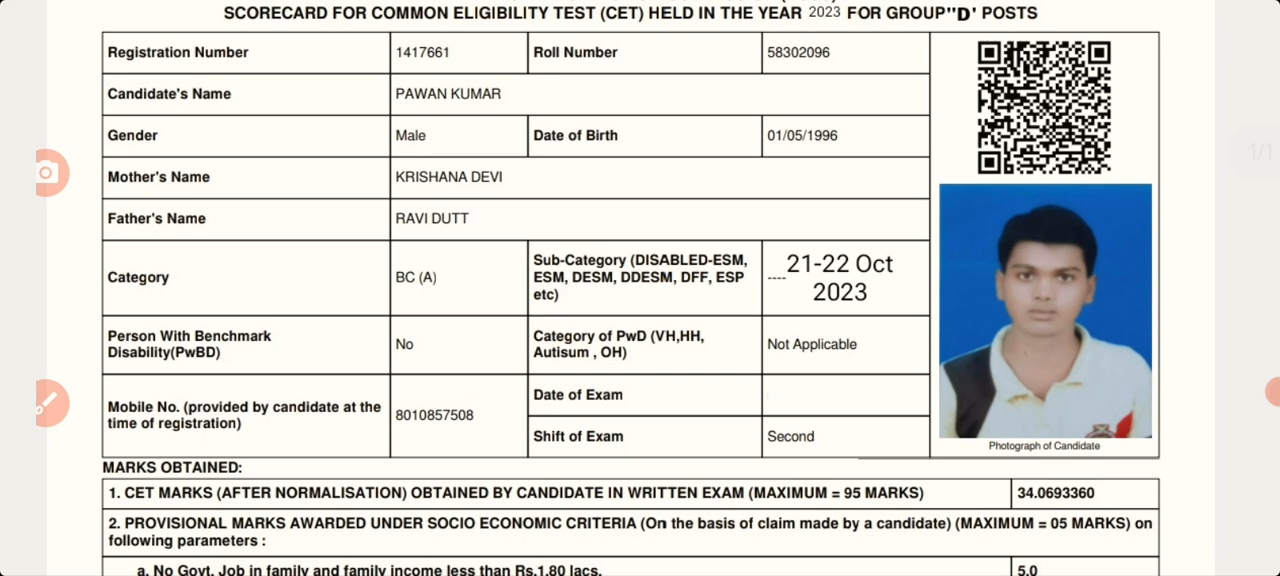 SCORECARD FOR COMMON ELIGIBILITY TEST (CET) HELD IN THE YEAR 2023 FOR GROUP"D' POSTS
Registration Number 1417661 Roll Number 58302096
Candidate's Name PAWAN KUMAR
Gender Male Date of Birth 01/05/1996
Mother's Name KRISHANA DEVI
Father's Name RAVI DUTT
Category BC (A) Sub-Category (DISABLED-ESM,
ESM, DESM, DDESM, DFF, ESP
etc)
---- 21-22 Oct
2023
Person With Benchmark
Disability(PwBD)
No
Category of PwD (VH,HH,
Autisum , OH)
Not Applicable
Mobile No. (provided by candidate at the
time of registration)
8010857508
Date of Exam
Shift of Exam Second
Photograph of Candidate
1/1
MARKS OBTAINED:
1. CET MARKS (AFTER NORMALISATION) OBTAINED BY CANDIDATE IN WRITTEN EXAM (MAXIMUM = 95 MARKS) 34.0693360
2. PROVISIONAL MARKS AWARDED UNDER SOCIO ECONOMIC CRITERIA (On the basis of claim made by a candidate) (MAXIMUM = 05 MARKS) on
following parameters :
a. No Govt. Job in family and family income less than Rs.1.80 lacs. 5.0